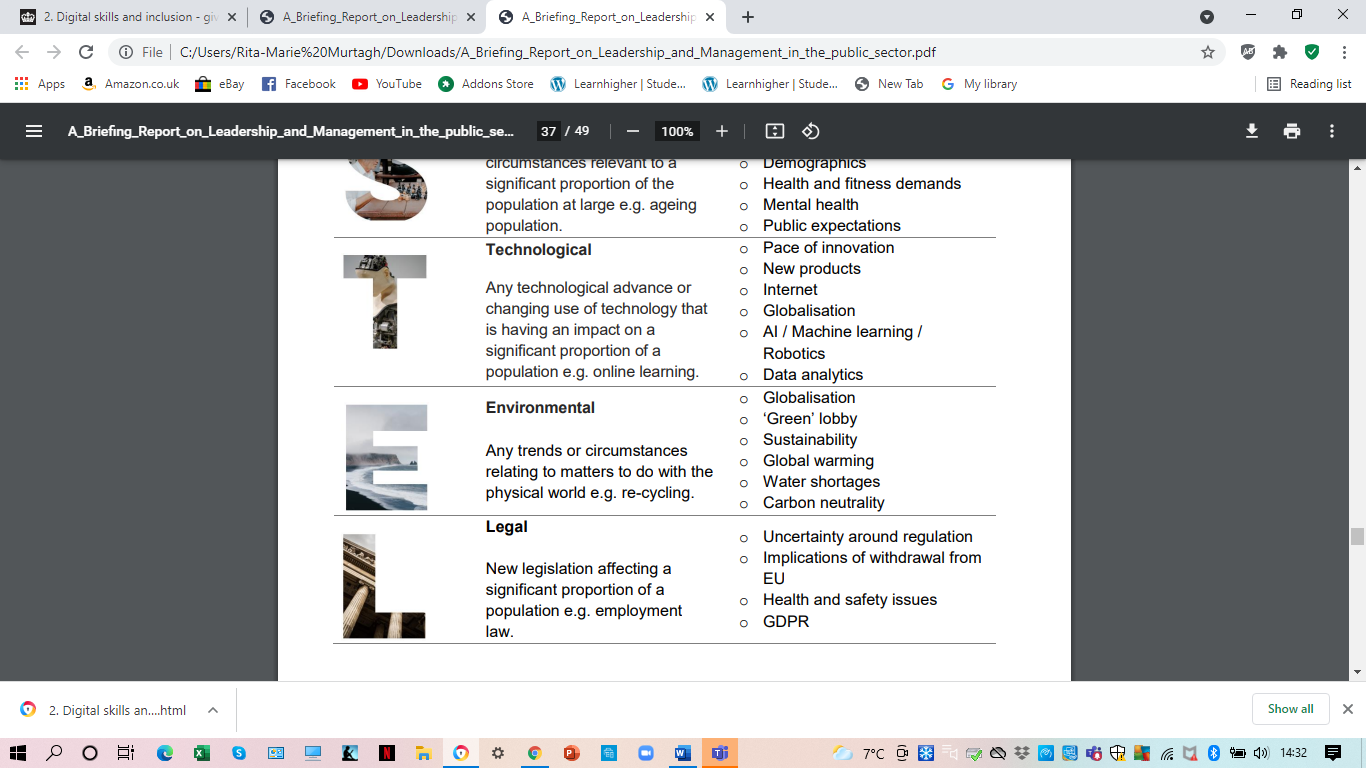 2. Digital skills and inclusion - giv
A_Briefing_Report_on_Leadership
A_Briefing_Report_on_Leadership
File
C:/Users/Rita-Marie%20Murtagh/Downloads/A_Briefing_Report_on_Leadership_and_Management_in_the_public_sector.pdf
Apps
Amazon.co.uk
eBay
Facebook
YouTube
Addons Store
Learnhigher | Stude...
Learnhigher | Stude...
New Tab
My library
Reading list
A_Briefing_Report_on_Leadership_and_Management_in_the_public_se...
37 / 49
100%
S
circumstances relevant to a
significant proportion of the
population at large e.g. ageing
population.
o Demographics
o Health and fitness demands
o Mental health
o Public expectations
T
Technological
Any technological advance or
changing use of technology that
is having an impact on a
significant proportion of a
population e.g. online learning.
o Pace of innovation
o New products
o Internet
o Globalisation
o AI / Machine learning /
Robotics
o Data analytics
E
Environmental
Any trends or circumstances
relating to matters to do with the
physical world e.g. re-cycling.
o Globalisation
o ‘Green’ lobby
o Sustainability
o Global warming
o Water shortages
o Carbon neutrality
L
Legal
New legislation affecting a
significant proportion of a
population e.g. employment
law.
o Uncertainty around regulation
o Implications of withdrawal from
EU
o Health and safety issues
o GDPR
2. Digital skills an....html
Show all
7°C
14:32